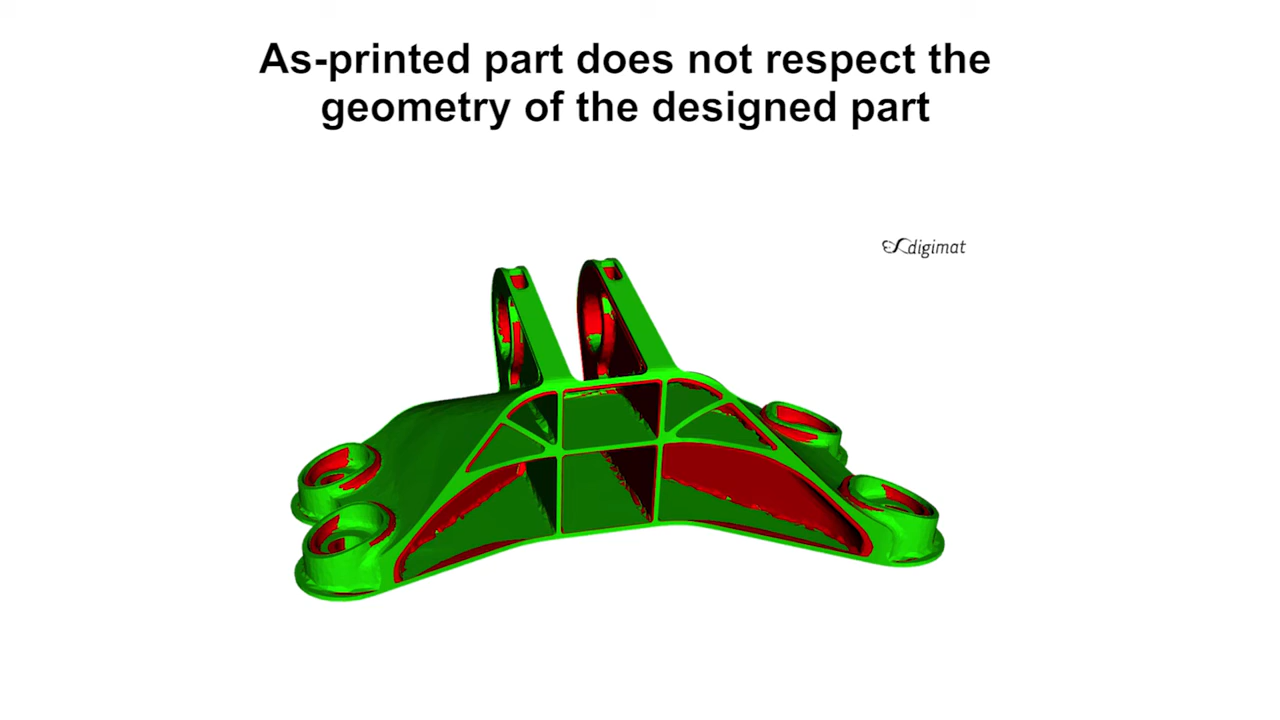 As-printed part does not respect the
geometry of the designed part
digimat